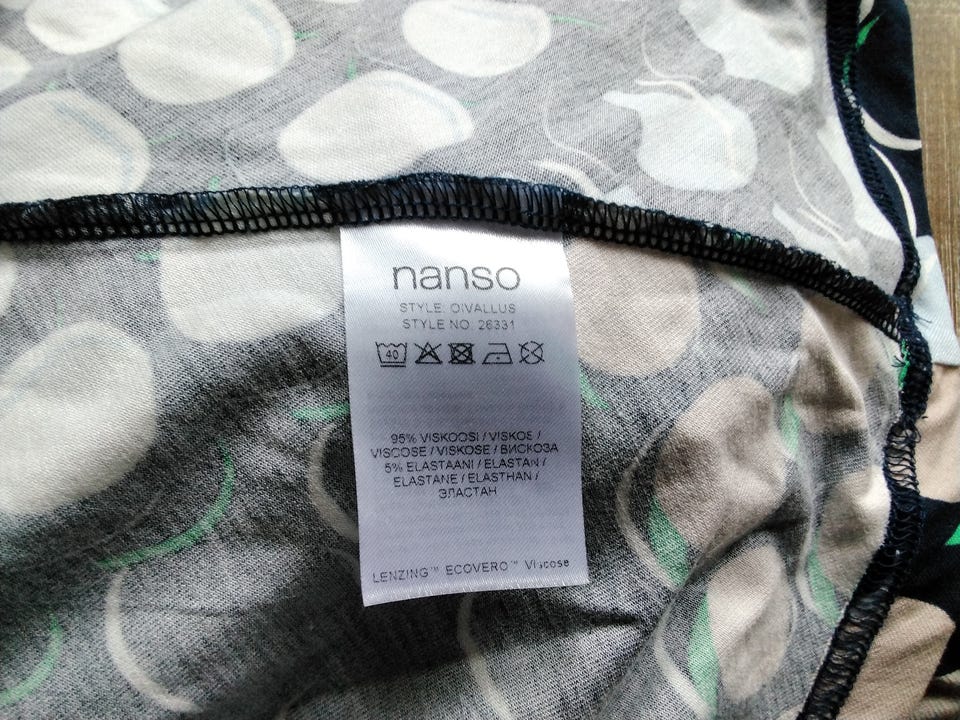 nanso
STYLE: OIVALLUS
STYLE NO. 26331
40
95% VISKOOSI / VISKOE /
VISCOSE / VISKOSE / ВИСКОЗА
5% ELASTAANI / ELASTAN /
ELASTANE / ELASTHAN /
ЭЛАСТАН
LENZING™ ECOVERO™ Viscose